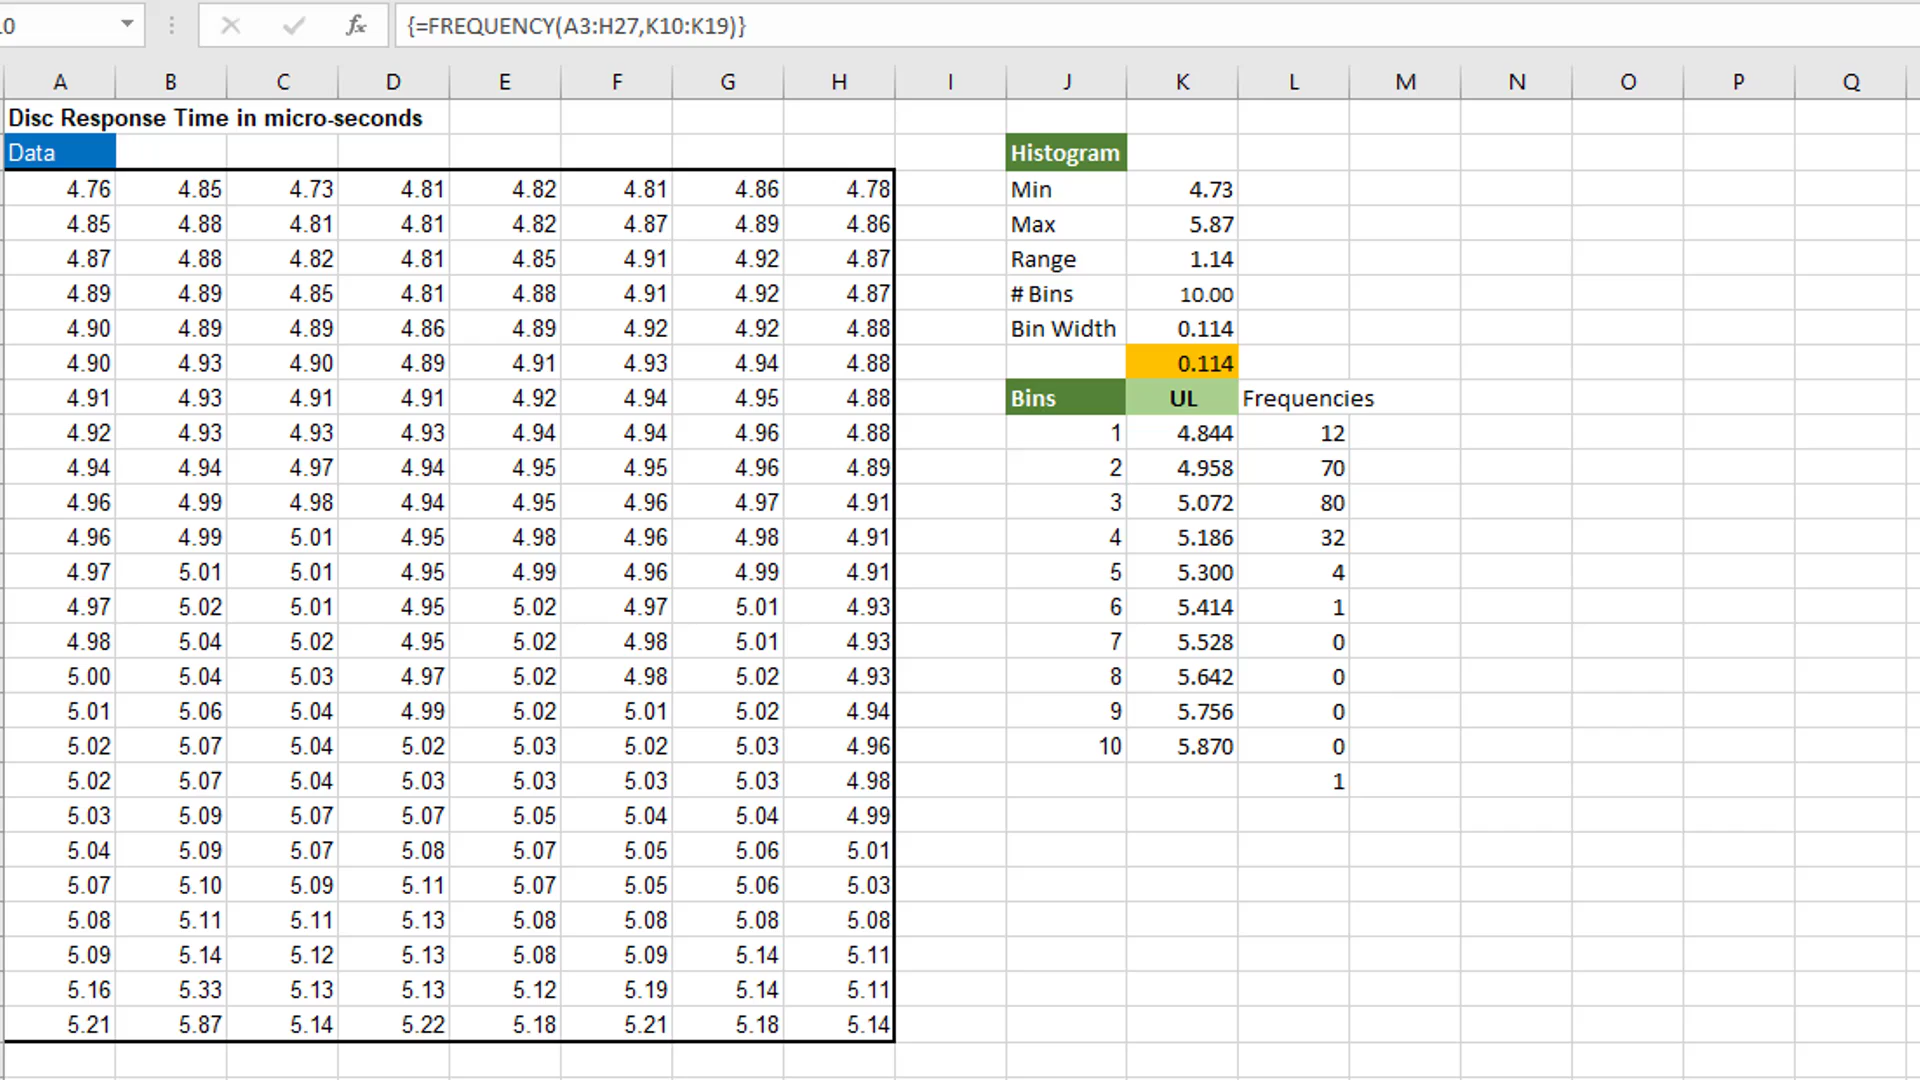 10 fx {=FREQUENCY(A3:H27,K10:K19)}
A B C D E F G H I J K L M N O P Q
Disc Response Time in micro-seconds
Data Histogram
4.76 4.85 4.73 4.81 4.82 4.81 4.86 4.78 Min 4.73
4.85 4.88 4.81 4.81 4.82 4.87 4.89 4.86 Max 5.87
4.87 4.88 4.82 4.81 4.85 4.91 4.92 4.87 Range 1.14
4.89 4.89 4.85 4.81 4.88 4.91 4.92 4.87 # Bins 10.00
4.90 4.89 4.89 4.86 4.89 4.92 4.92 4.88 Bin Width 0.114
4.90 4.93 4.90 4.89 4.91 4.93 4.94 4.88 0.114
4.91 4.93 4.91 4.91 4.92 4.94 4.95 4.88 Bins UL Frequencies
4.92 4.93 4.93 4.93 4.94 4.94 4.96 4.88 1 4.844 12
4.94 4.94 4.97 4.94 4.95 4.95 4.96 4.89 2 4.958 70
4.96 4.99 4.98 4.94 4.95 4.96 4.97 4.91 3 5.072 80
4.96 4.99 5.01 4.95 4.98 4.96 4.98 4.91 4 5.186 32
4.97 5.01 5.01 4.95 4.99 4.96 4.99 4.91 5 5.300 4
4.97 5.02 5.01 4.95 5.02 4.97 5.01 4.93 6 5.414 1
4.98 5.04 5.02 4.95 5.02 4.98 5.01 4.93 7 5.528 0
5.00 5.04 5.03 4.97 5.02 4.98 5.02 4.93 8 5.642 0
5.01 5.06 5.04 4.99 5.02 5.01 5.02 4.94 9 5.756 0
5.02 5.07 5.04 5.02 5.03 5.02 5.03 4.96 10 5.870 0
5.02 5.07 5.04 5.03 5.03 5.03 5.03 4.98 1
5.03 5.09 5.07 5.07 5.05 5.04 5.04 4.99
5.04 5.09 5.07 5.08 5.07 5.05 5.06 5.01
5.07 5.10 5.09 5.11 5.07 5.05 5.06 5.03
5.08 5.11 5.11 5.13 5.08 5.08 5.08 5.08
5.09 5.14 5.12 5.13 5.08 5.09 5.14 5.11
5.16 5.33 5.13 5.13 5.12 5.19 5.14 5.11
5.21 5.87 5.14 5.22 5.18 5.21 5.18 5.14